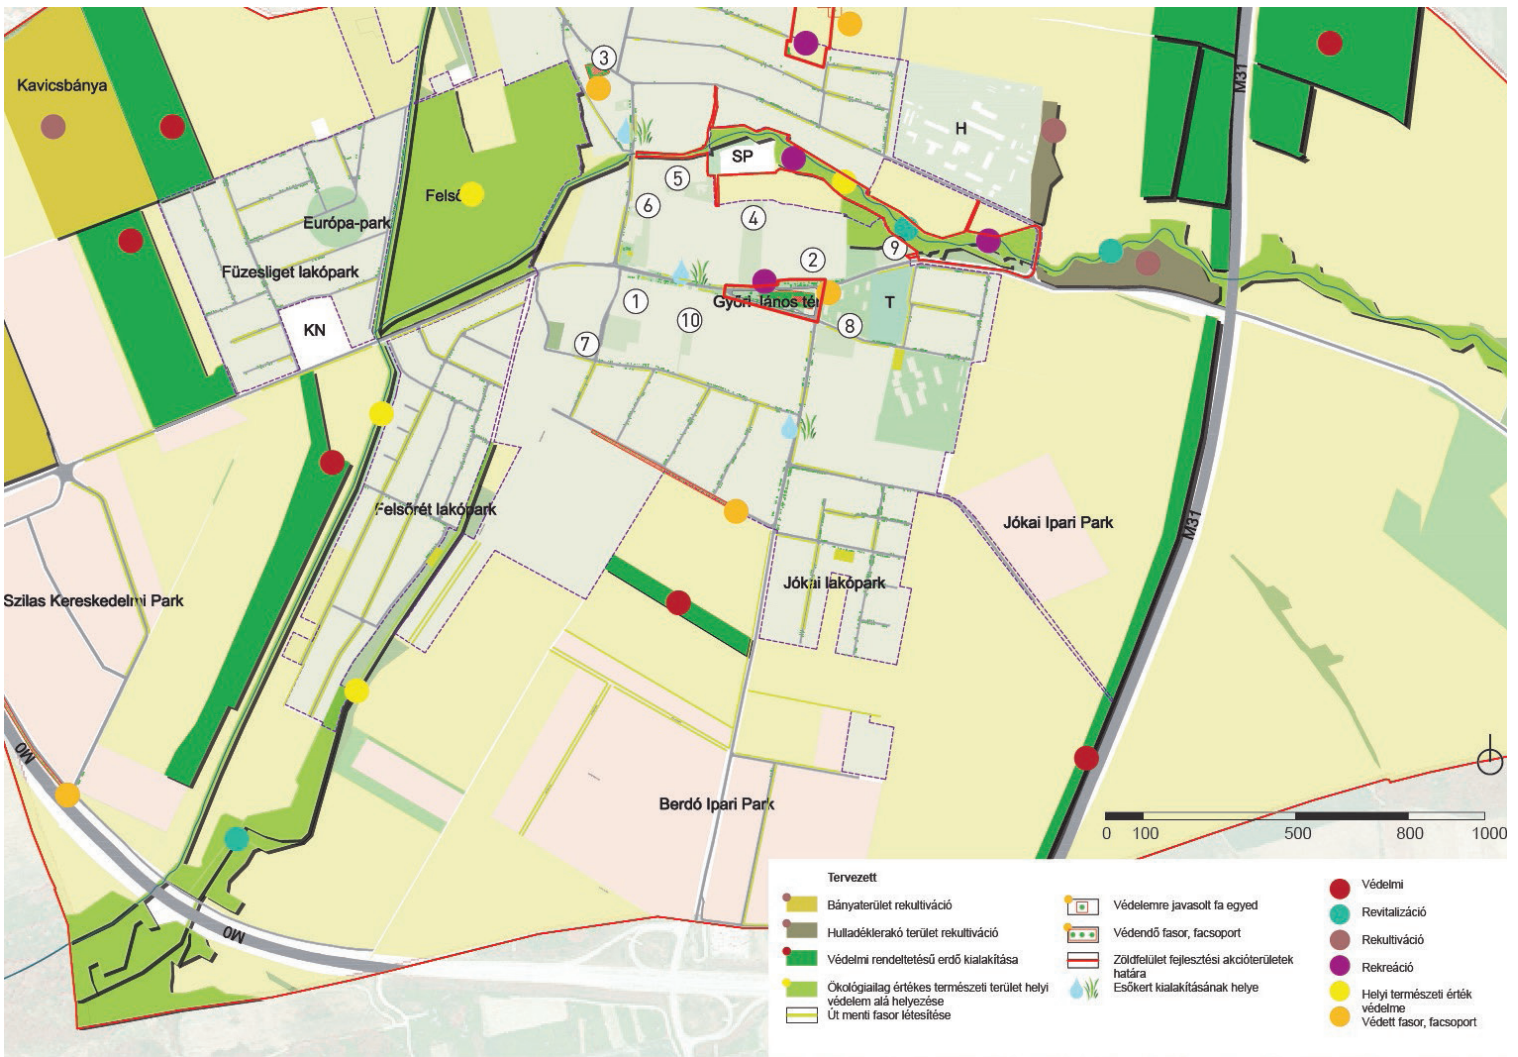 3
M31
Kavicsbánya
H
SP
5
Felső
6
4
Európa-park
9
2
Füzesliget lakópark
1
Győri János tér
T
KN
10
8
7
Felsőrét lakópark
Jókai Ipari Park
M31
Jókai lakópark
Szilas Kereskedelmi Park
M0
Berdó Ipari Park
0 100 500 800 1000
M0
Tervezett
Bányaterület rekultiváció
Hulladéklerakó terület rekultiváció
Védelmi rendeltetésű erdő kialakítása
Ökológiailag értékes természeti terület helyi
védelem alá helyezése
Út menti fasor létesítése
Védelemre javasolt fa egyed
Védendő fasor, facsoport
Zöldfelület fejlesztési akcióterületek
határa
Esőkert kialakításának helye
Védelmi
Revitalizáció
Rekultiváció
Rekreáció
Helyi természeti érték
védelme
Védett fasor, facsoport